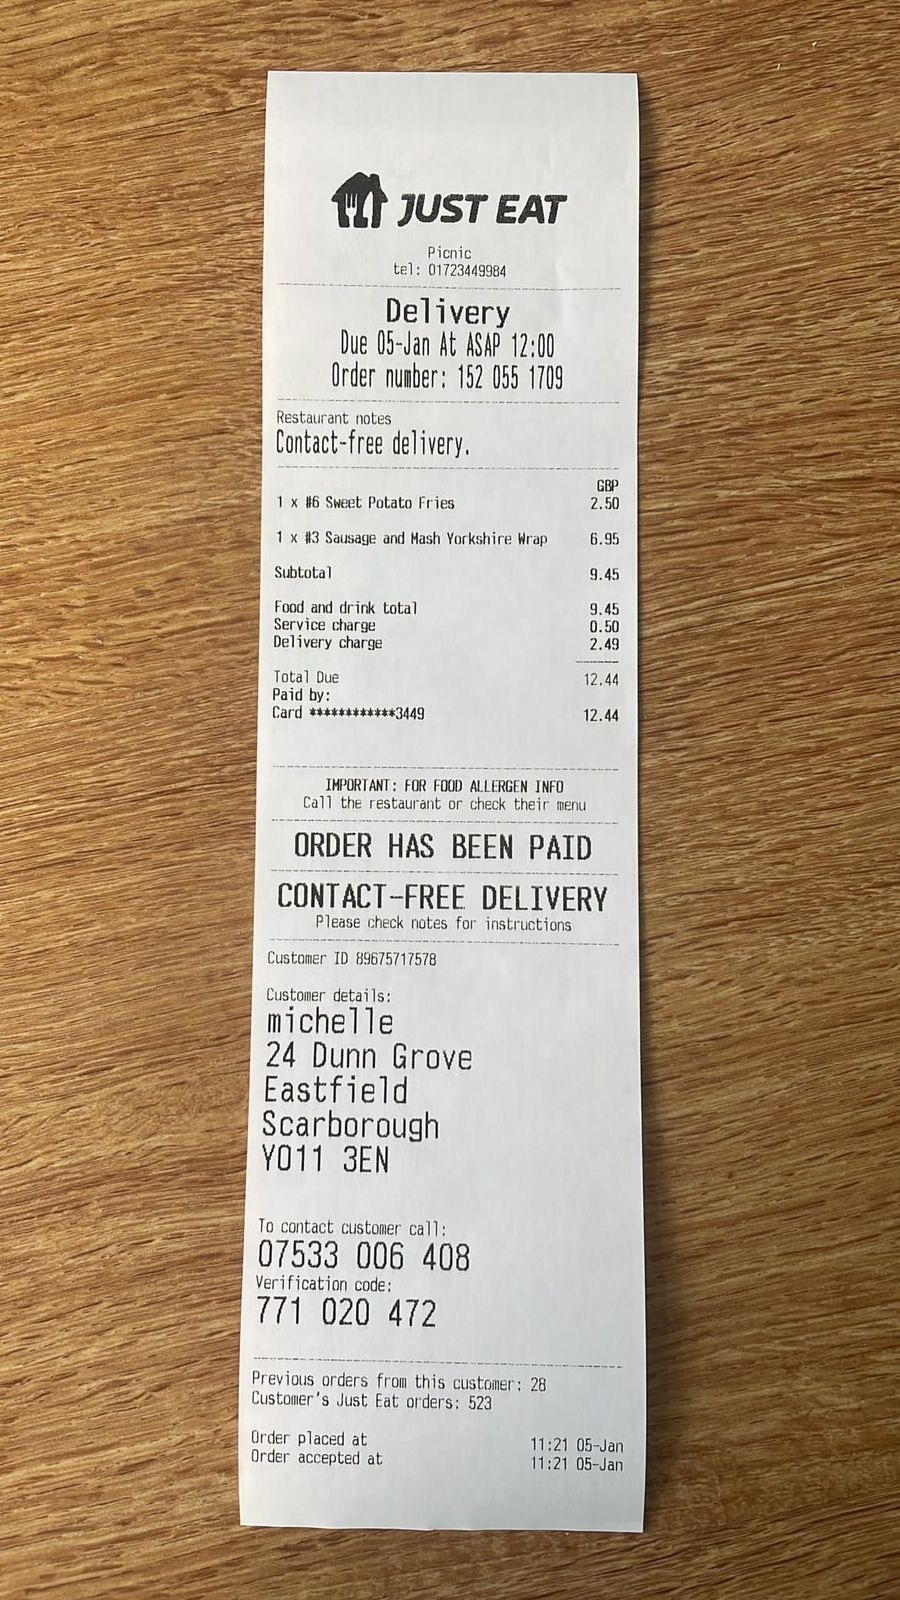 JUST EAT
Picnic
tel: 01723449984
Delivery
Due 05-Jan At ASAP 12:00
Order number: 152 055 1709
Restaurant notes
Contact-free delivery.
GBP
1 x #6 Sweet Potato Fries 2.50
1 x #3 Sausage and Mash Yorkshire Wrap 6.95
Subtotal 9.45
Food and drink total 9.45
Service charge 0.50
Delivery charge 2.49
Total Due 12.44
Paid by:
Card ************3449 12.44
IMPORTANT: FOR FOOD ALLERGEN INFO
Call the restaurant or check their menu
ORDER HAS BEEN PAID
CONTACT-FREE DELIVERY
Please check notes for instructions
Customer ID 89675717578
Customer details:
michelle
24 Dunn Grove
Eastfield
Scarborough
YO11 3EN
To contact customer call:
07533 006 408
Verification code:
771 020 472
Previous orders from this customer: 28
Customer's Just Eat orders: 523
Order placed at 11:21 05-Jan
Order accepted at 11:21 05-Jan